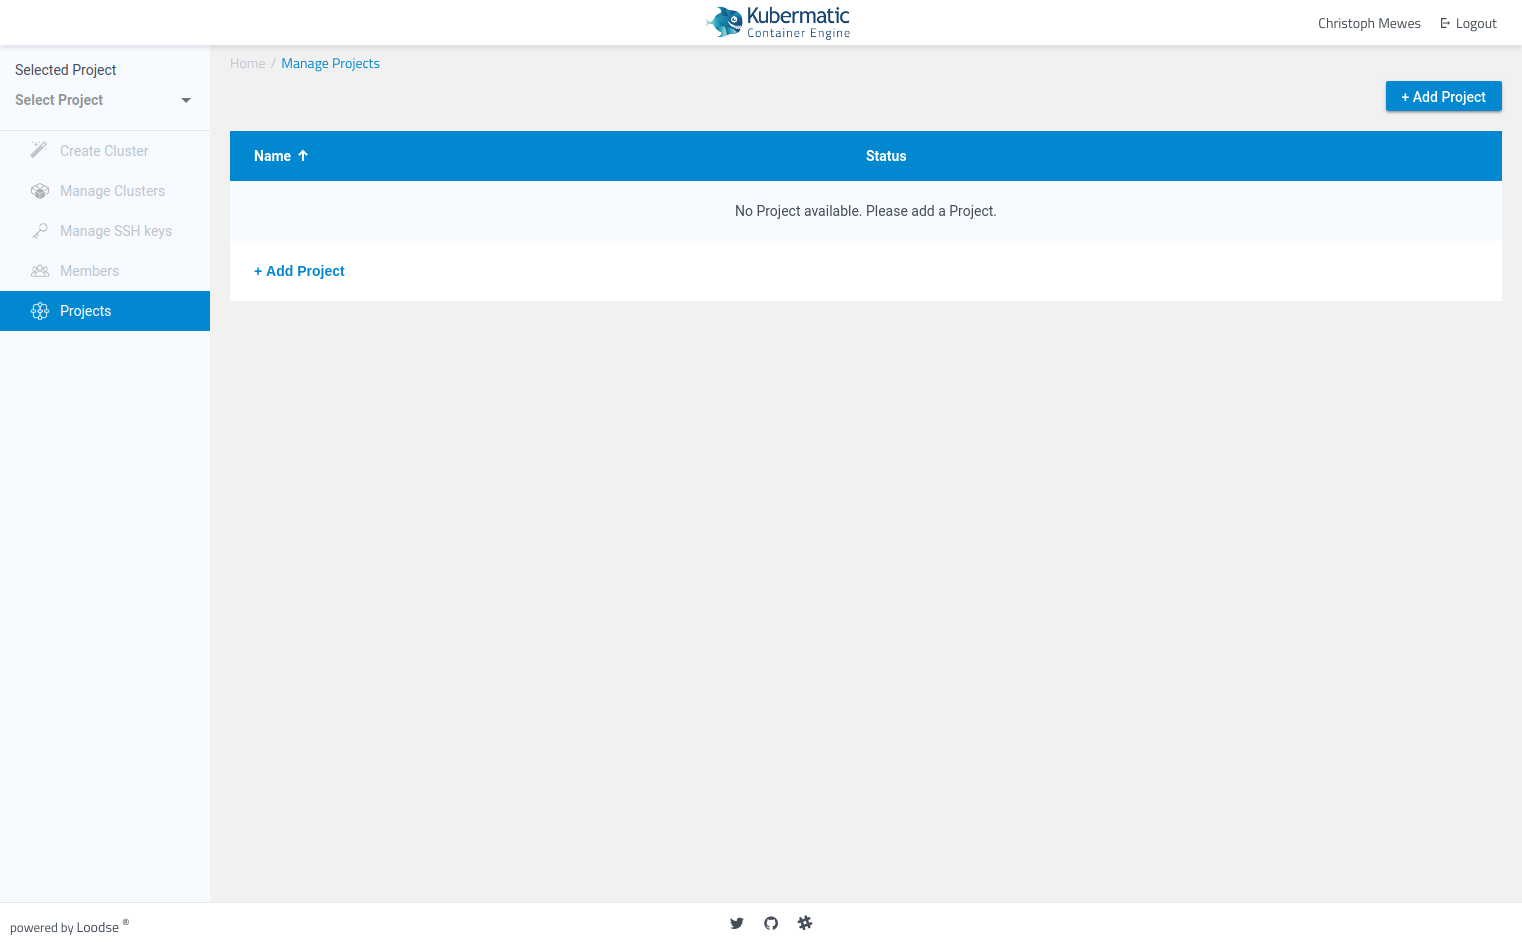 Kubermatic
Container Engine
Christoph Mewes
Logout
Selected Project
Select Project
Create Cluster
Manage Clusters
Manage SSH keys
Members
Projects
Home / Manage Projects
+ Add Project
Name Status
No Project available. Please add a Project.
+ Add Project
powered by Loodse ®